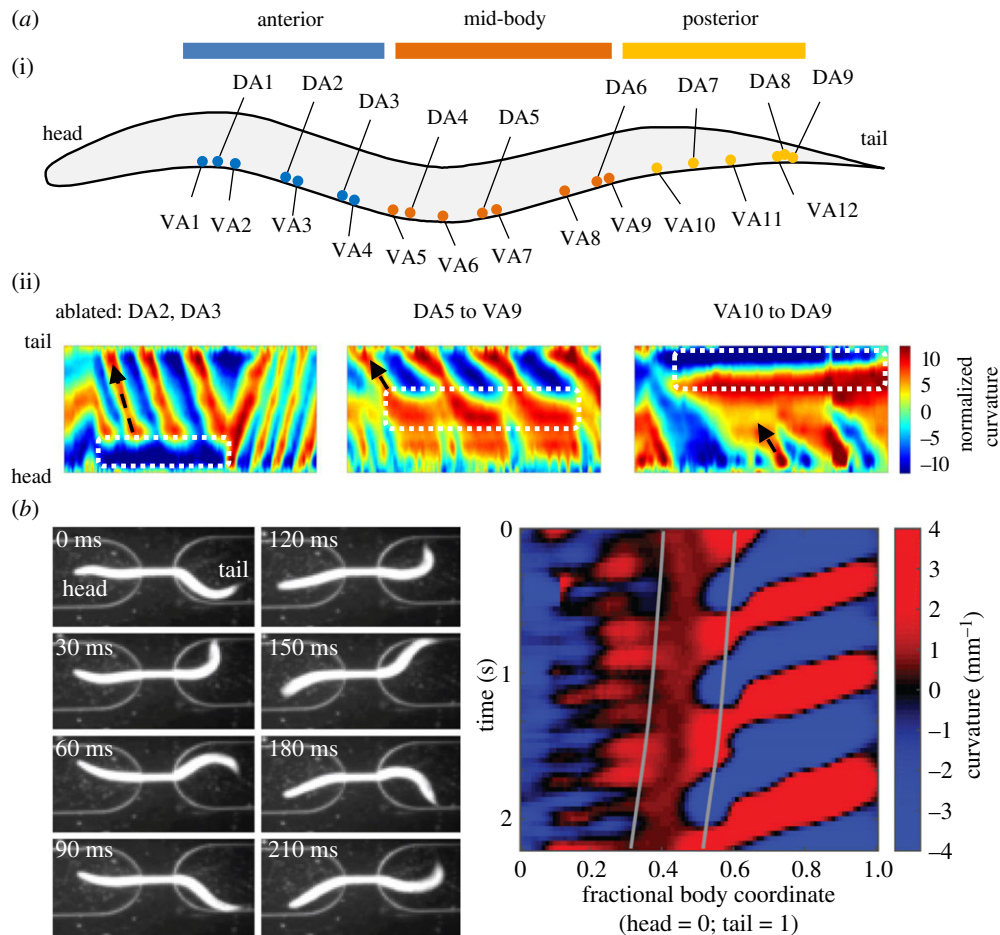 (a)
anterior mid-body posterior
(i)
DA1 DA2 DA3 DA4 DA5 DA6 DA7 DA8 DA9
head
tail
VA1 VA2 VA3 VA4 VA5 VA6 VA7 VA8 VA9 VA10 VA11 VA12
(ii)
ablated: DA2, DA3 DA5 to VA9 VA10 to DA9
tail
head
10
5
0
–5
–10
normalized curvature
(b)
0 ms
head
tail
120 ms
30 ms
150 ms
60 ms
180 ms
90 ms
210 ms
0
1
2
time (s)
0 0.2 0.4 0.6 0.8 1.0
fractional body coordinate
(head = 0; tail = 1)
4
3
2
1
0
–1
–2
–3
–4
curvature (mm⁻¹)